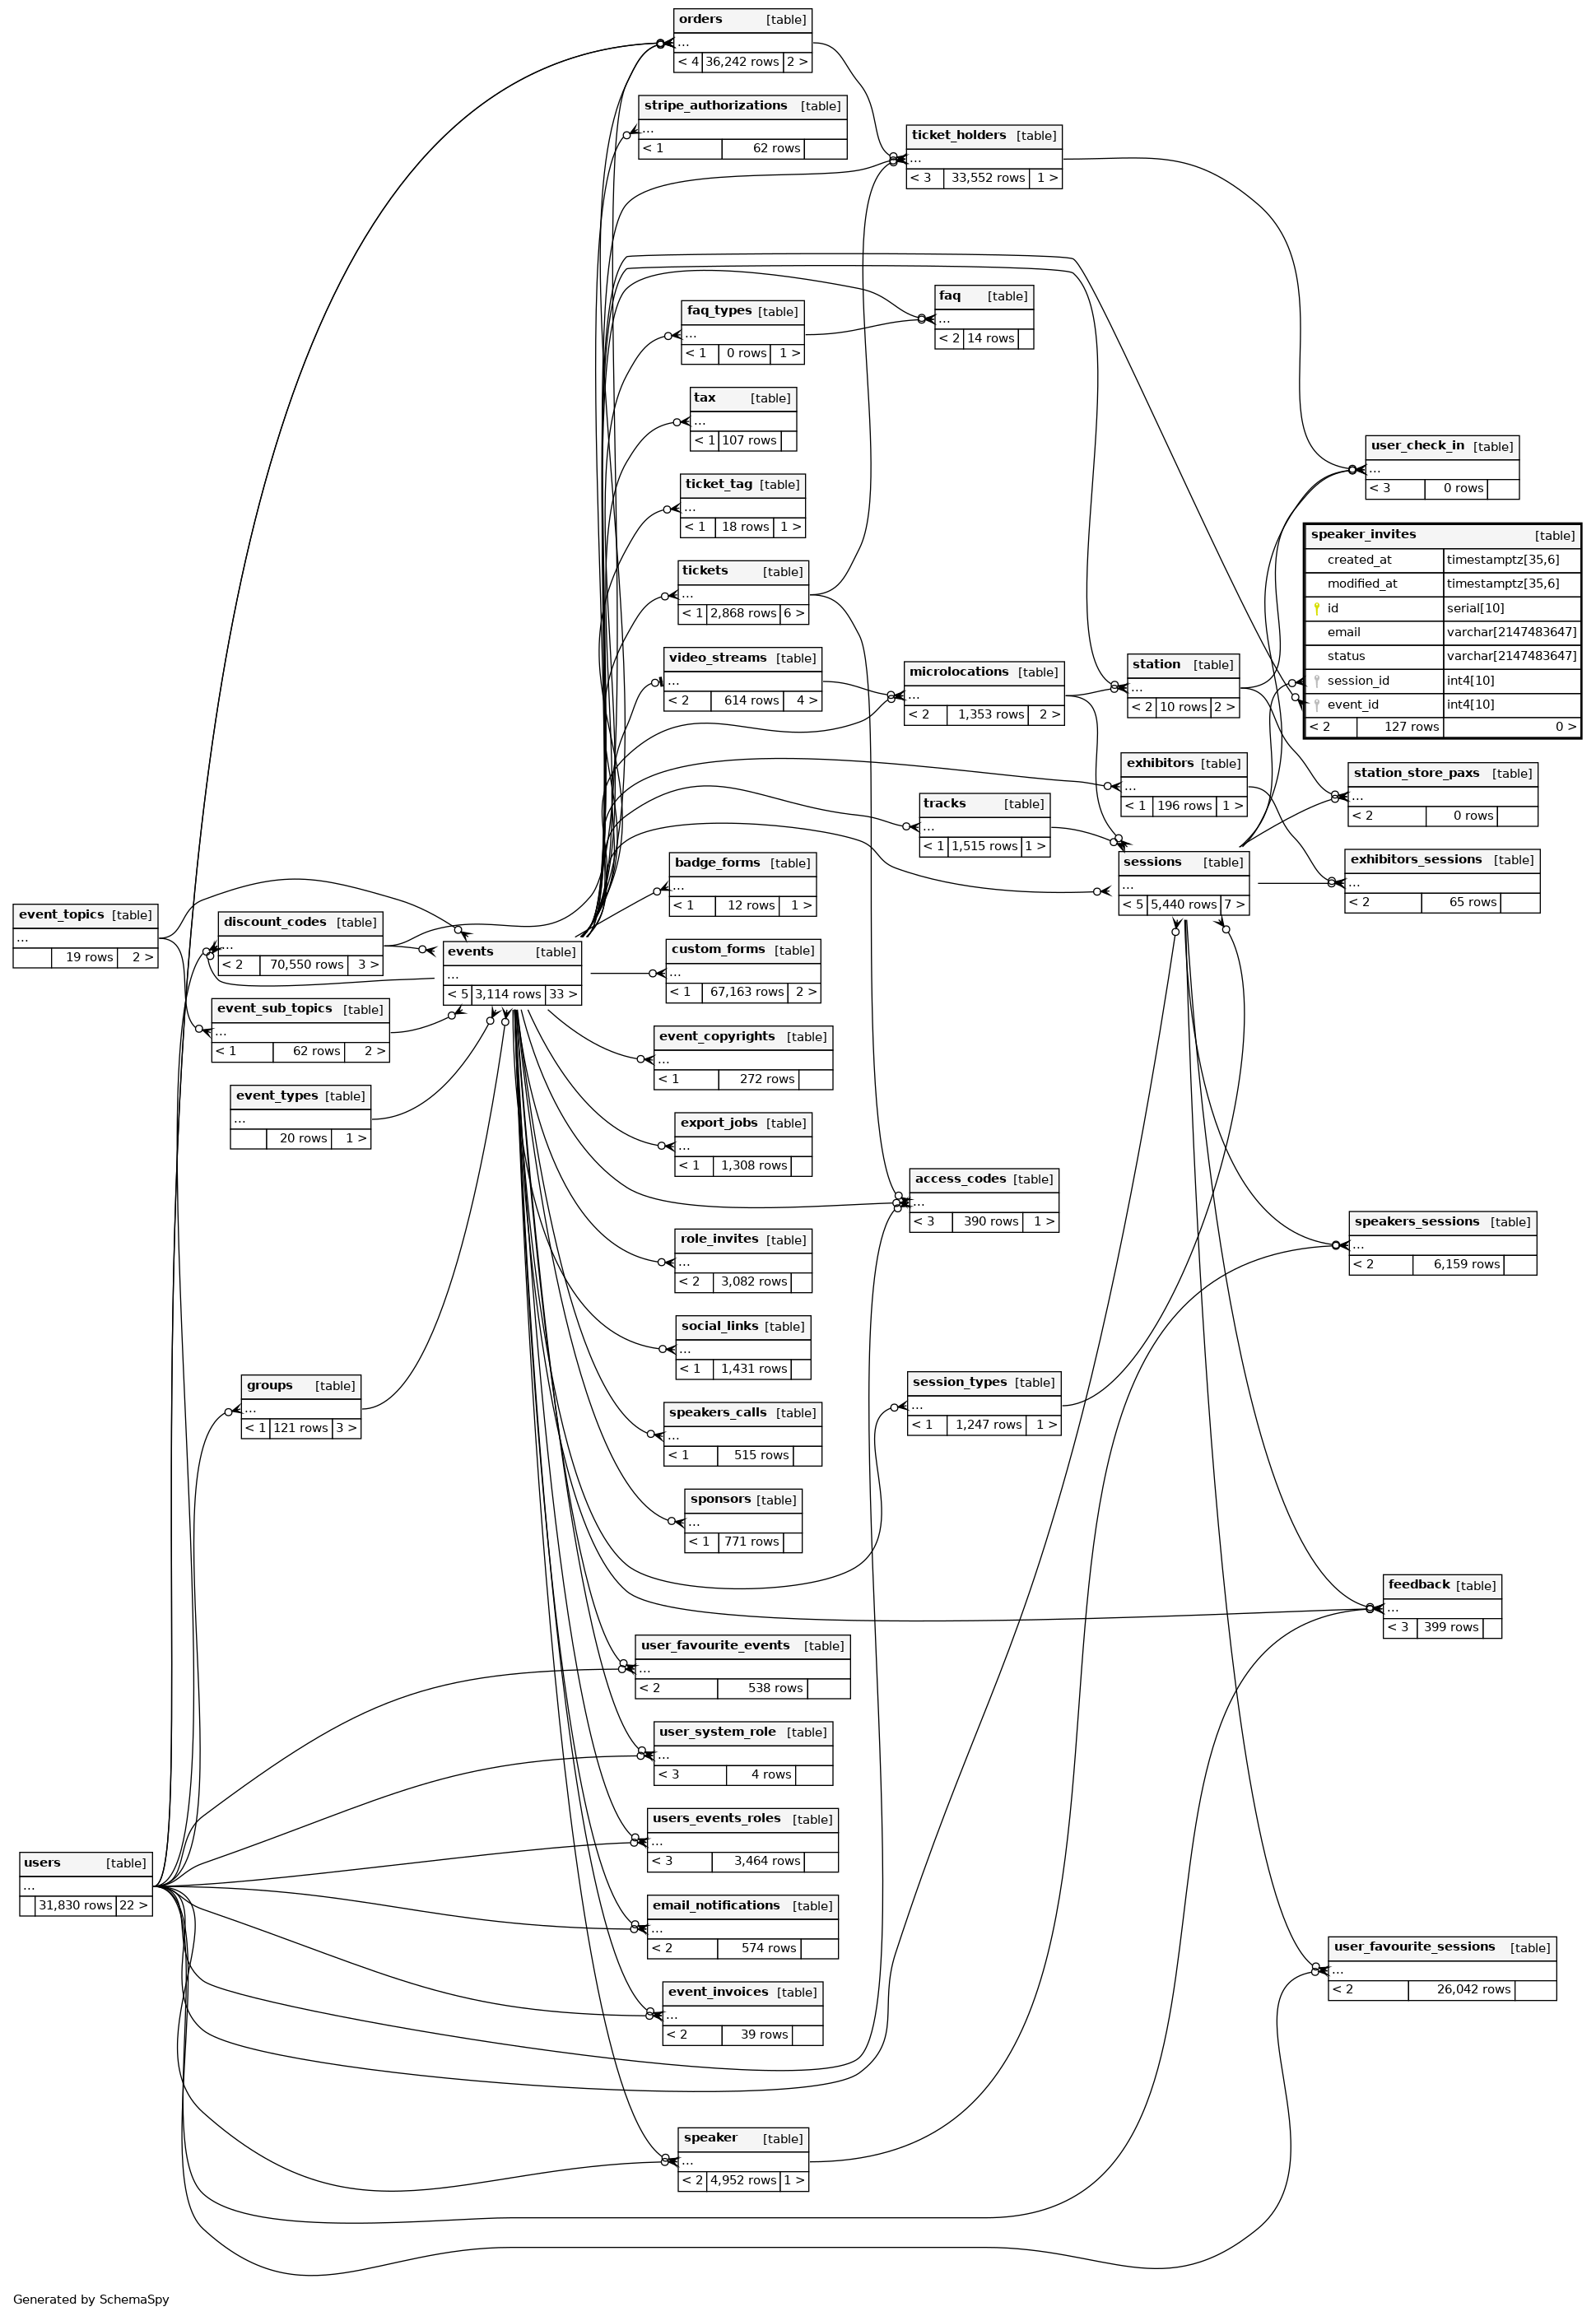 orders [table]
...
< 4 36,242 rows 2 >
stripe_authorizations [table]
...
< 1 62 rows
ticket_holders [table]
...
< 3 33,552 rows 1 >
faq [table]
...
< 2 14 rows
faq_types [table]
...
< 1 0 rows 1 >
tax [table]
...
< 1 107 rows
user_check_in [table]
...
< 3 0 rows
ticket_tag [table]
...
< 1 18 rows 1 >
speaker_invites [table]
created_at timestamptz[35,6]
modified_at timestamptz[35,6]
id serial[10]
email varchar[2147483647]
status varchar[2147483647]
session_id int4[10]
event_id int4[10]
< 2 127 rows 0 >
tickets [table]
...
< 1 2,868 rows 6 >
video_streams [table]
...
< 2 614 rows 4 >
microlocations [table]
...
< 2 1,353 rows 2 >
station [table]
...
< 2 10 rows 2 >
exhibitors [table]
...
< 1 196 rows 1 >
station_store_paxs [table]
...
< 2 0 rows
tracks [table]
...
< 1 1,515 rows 1 >
sessions [table]
...
< 5 5,440 rows 7 >
exhibitors_sessions [table]
...
< 2 65 rows
badge_forms [table]
...
< 1 12 rows 1 >
event_topics [table]
...
19 rows 2 >
discount_codes [table]
...
< 2 70,550 rows 3 >
events [table]
...
< 5 3,114 rows 33 >
custom_forms [table]
...
< 1 67,163 rows 2 >
event_sub_topics [table]
...
< 1 62 rows 2 >
event_copyrights [table]
...
< 1 272 rows
event_types [table]
...
20 rows 1 >
export_jobs [table]
...
< 1 1,308 rows
access_codes [table]
...
< 3 390 rows 1 >
speakers_sessions [table]
...
< 2 6,159 rows
role_invites [table]
...
< 2 3,082 rows
social_links [table]
...
< 1 1,431 rows
groups [table]
...
< 1 121 rows 3 >
session_types [table]
...
< 1 1,247 rows 1 >
speakers_calls [table]
...
< 1 515 rows
sponsors [table]
...
< 1 771 rows
feedback [table]
...
< 3 399 rows
user_favourite_events [table]
...
< 2 538 rows
user_system_role [table]
...
< 3 4 rows
users_events_roles [table]
...
< 3 3,464 rows
users [table]
...
31,830 rows 22 >
email_notifications [table]
...
< 2 574 rows
user_favourite_sessions [table]
...
< 2 26,042 rows
event_invoices [table]
...
< 2 39 rows
speaker [table]
...
< 2 4,952 rows 1 >
Generated by SchemaSpy